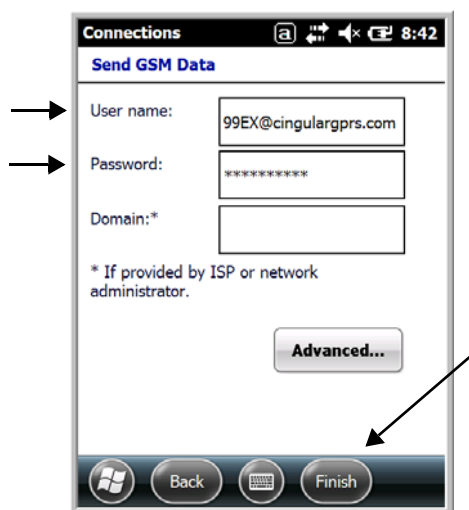 Connections a 8:42
Send GSM Data
User name: 99EX@cingulargprs.com
Password: **********
Domain:*
* If provided by ISP or network
administrator.
Advanced...
Back Finish